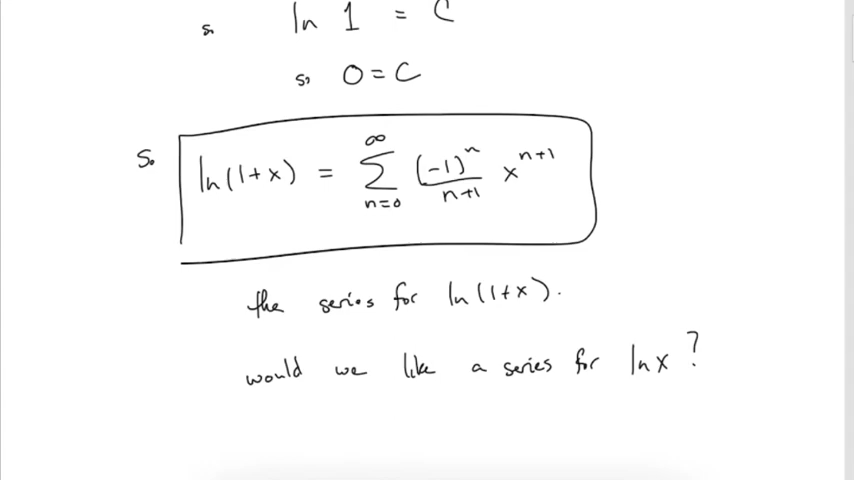 so ln 1 = C
so 0 = C
So ln(1+x) = ∑_{n=0}^{∞} (-1)^n/(n+1) x^{n+1}
the series for ln(1+x).
would we like a series for ln x ?